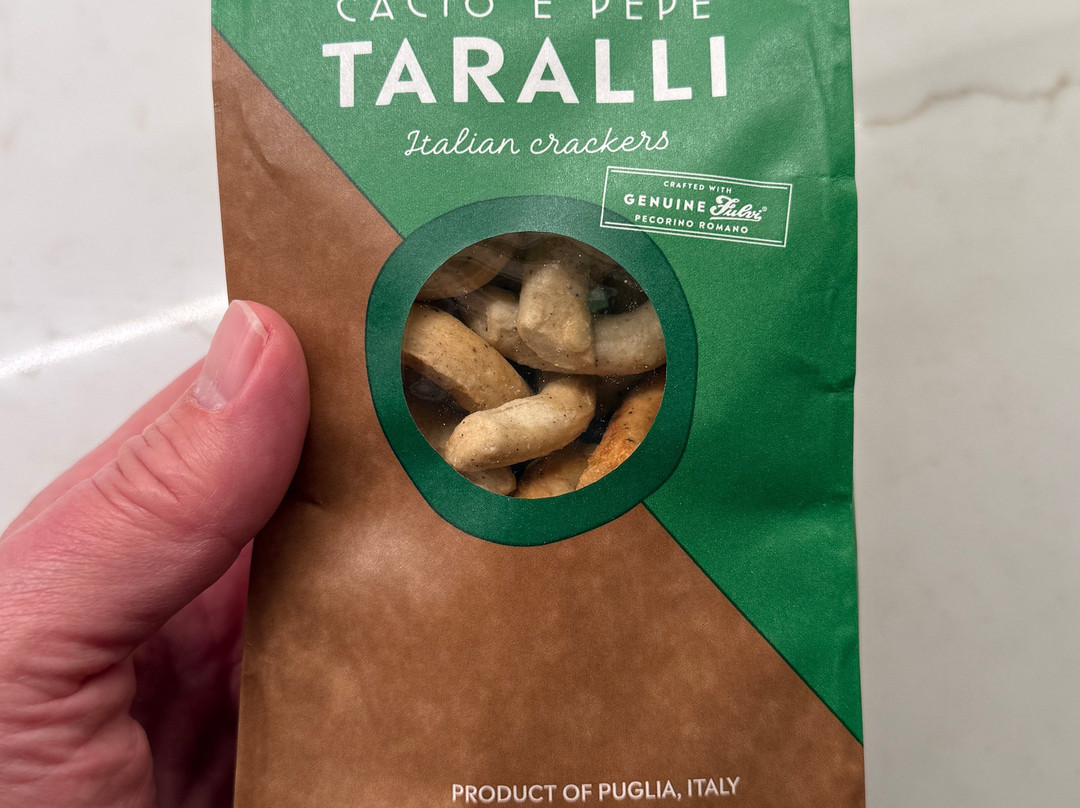 CACIO E PEPE
TARALLI
Italian crackers
CRAFTED WITH
GENUINE Fulvi®
PECORINO ROMANO
PRODUCT OF PUGLIA, ITALY